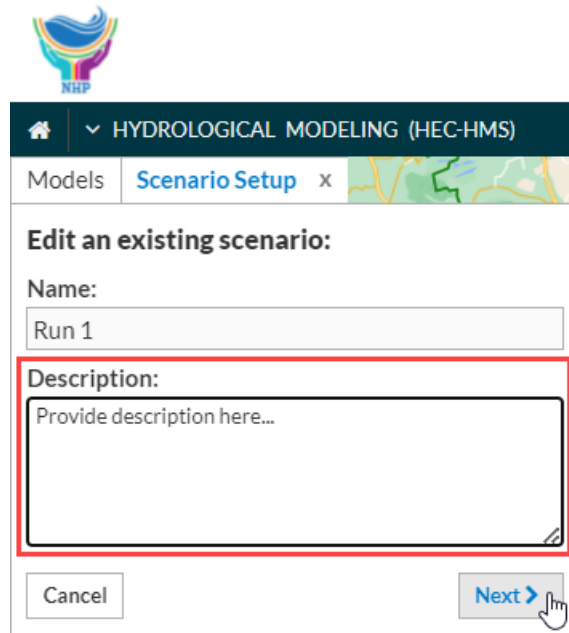 NHP
HYDROLOGICAL MODELING (HEC-HMS)
Models Scenario Setup x
Edit an existing scenario:
Name:
Run 1
Description:
Provide description here...
Cancel Next